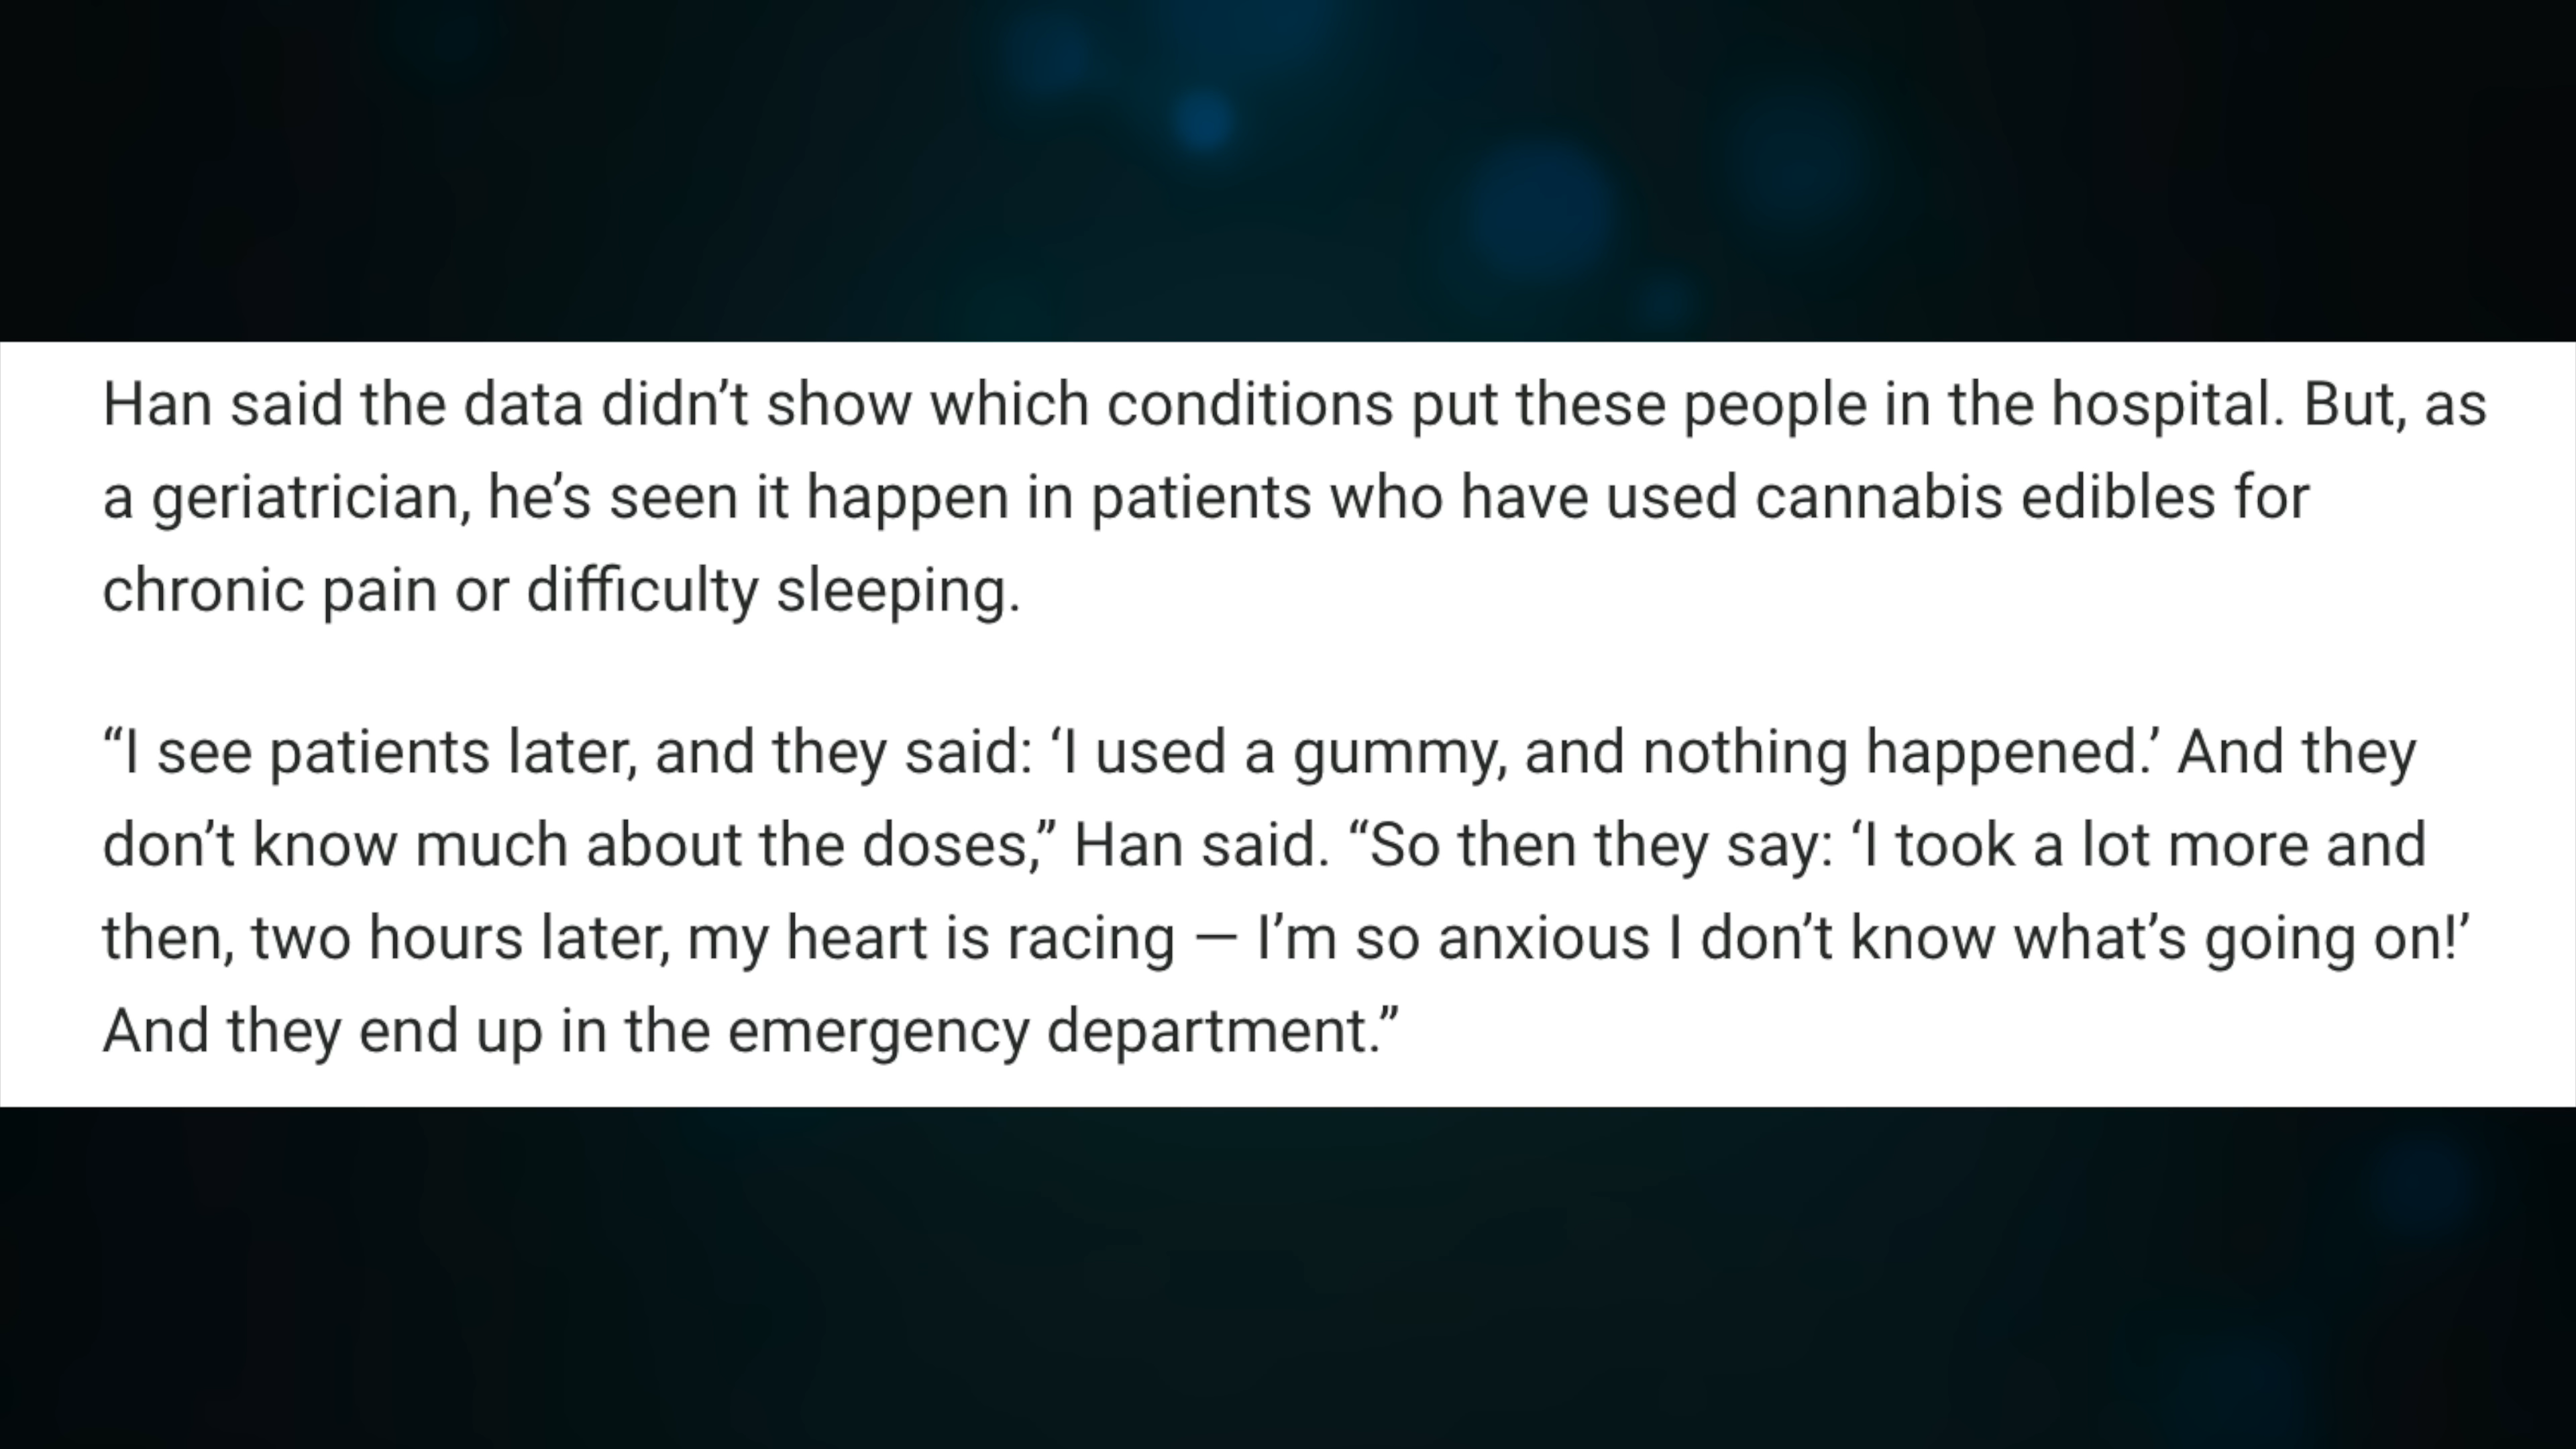 Han said the data didn’t show which conditions put these people in the hospital. But, as
a geriatrician, he’s seen it happen in patients who have used cannabis edibles for
chronic pain or difficulty sleeping.
“I see patients later, and they said: ‘I used a gummy, and nothing happened.’ And they
don’t know much about the doses,” Han said. “So then they say: ‘I took a lot more and
then, two hours later, my heart is racing — I’m so anxious I don’t know what’s going on!’
And they end up in the emergency department.”